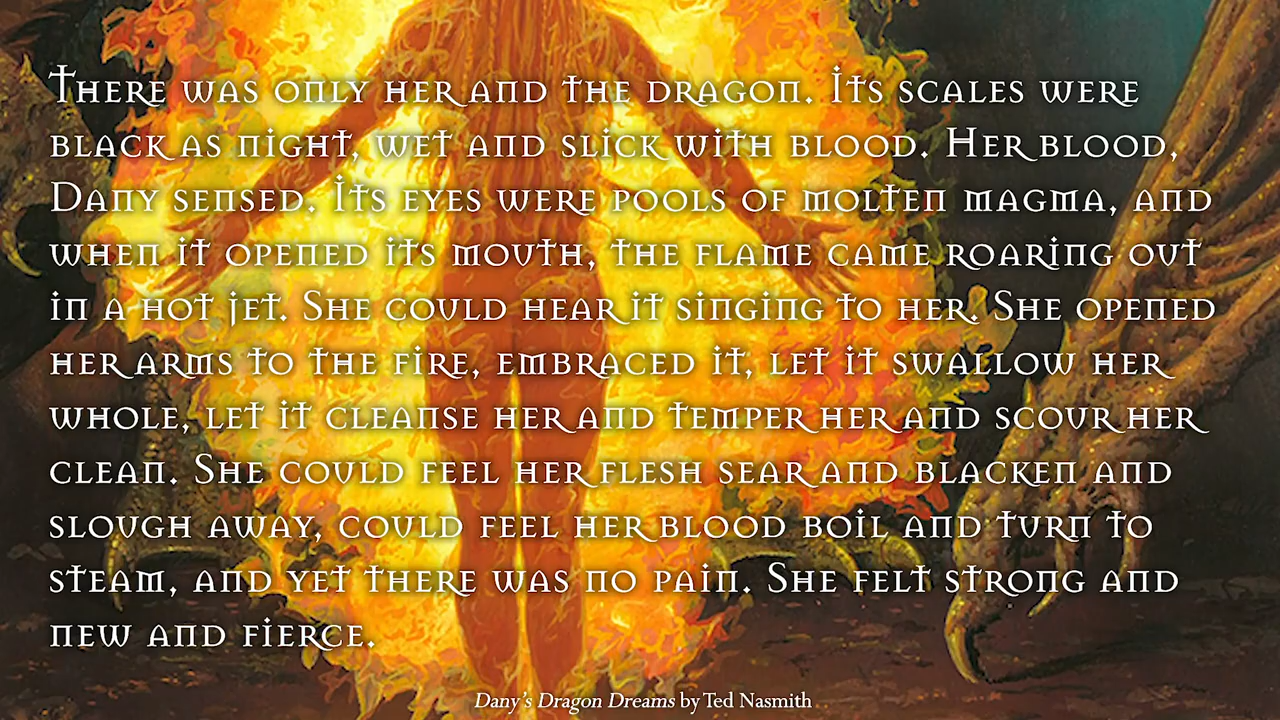 There was only her and the dragon. Its scales were
black as night, wet and slick with blood. Her blood,
Dany sensed. Its eyes were pools of molten magma, and
when it opened its mouth, the flame came roaring out
in a hot jet. She could hear it singing to her. She opened
her arms to the fire, embraced it, let it swallow her
whole, let it cleanse her and temper her and scour her
clean. She could feel her flesh sear and blacken and
slough away, could feel her blood boil and turn to
steam, and yet there was no pain. She felt strong and
new and fierce.
Dany's Dragon Dreams by Ted Nasmith